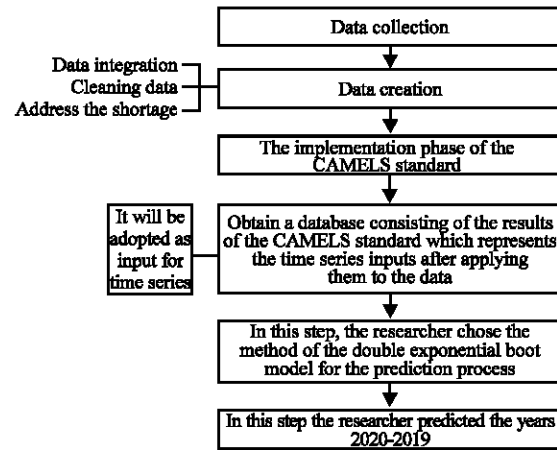 Data collection
Data integration
Cleaning data
Address the shortage
Data creation
The implementation phase of the
CAMELS standard
It will be
adopted as
input for
time series
Obtain a database consisting of the results
of the CAMELS standard which represents
the time series inputs after applying
them to the data
In this step, the researcher chose the
method of the double exponential boot
model for the prediction process
In this step the researcher predicted the years
2020-2019